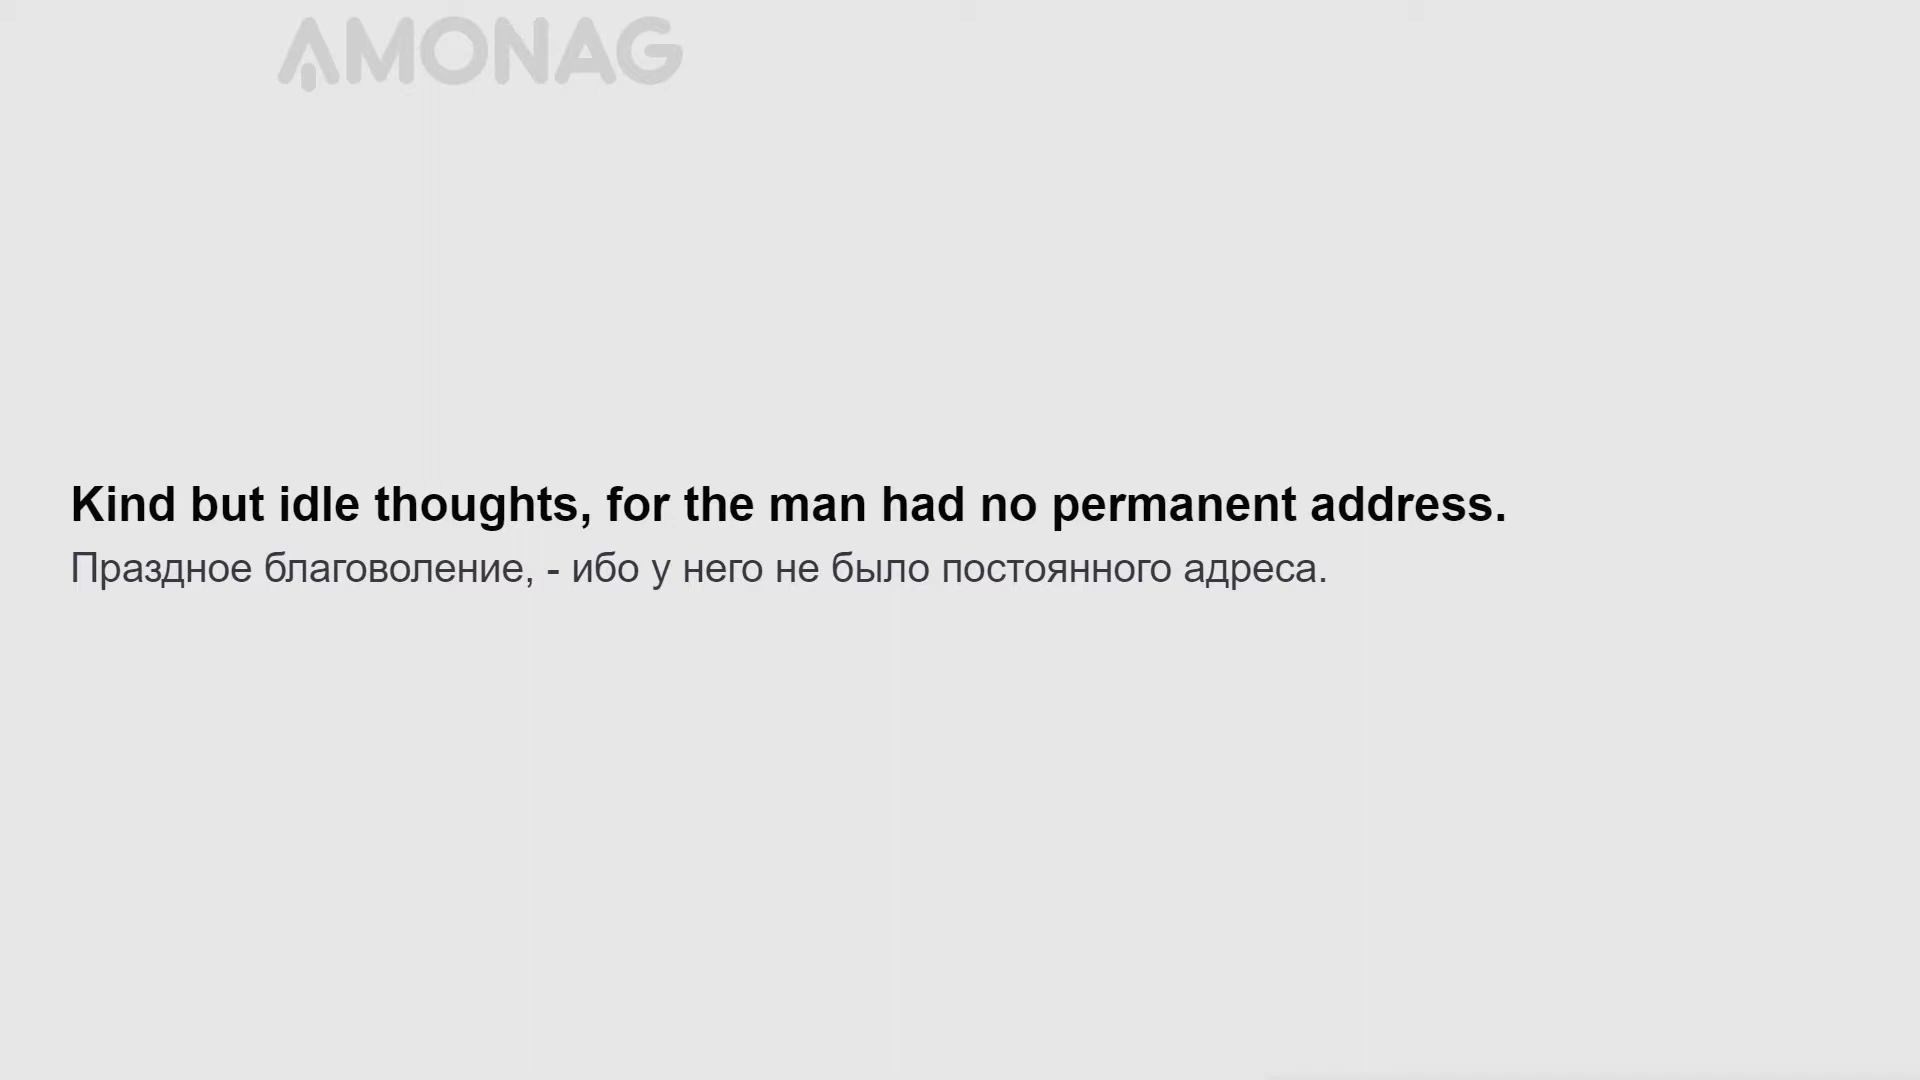 AMONAG
Kind but idle thoughts, for the man had no permanent address.
Праздное благоволение, - ибо у него не было постоянного адреса.